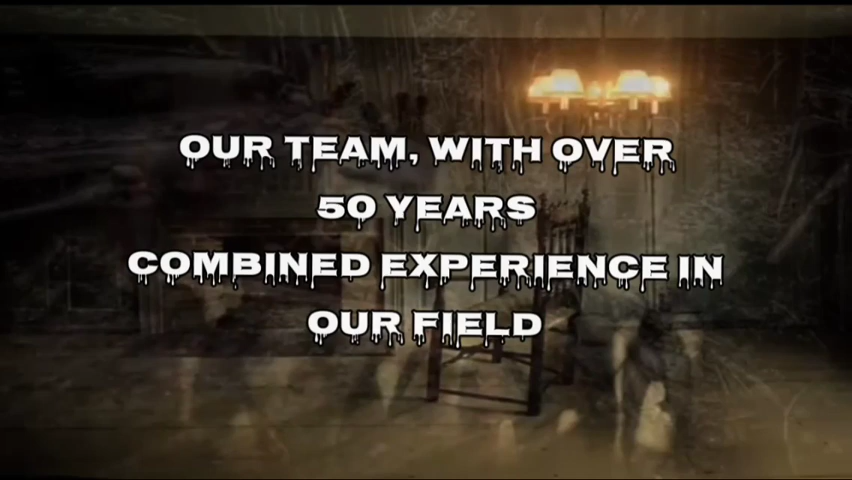 OUR TEAM, WITH OVER
50 YEARS
COMBINED EXPERIENCE IN
OUR FIELD